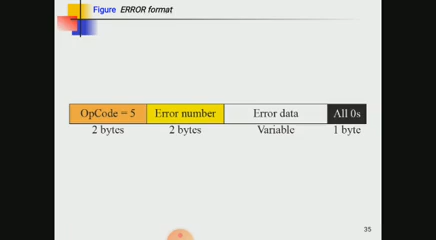 Figure ERROR format
OpCode = 5 Error number Error data All 0s
2 bytes 2 bytes Variable 1 byte
35